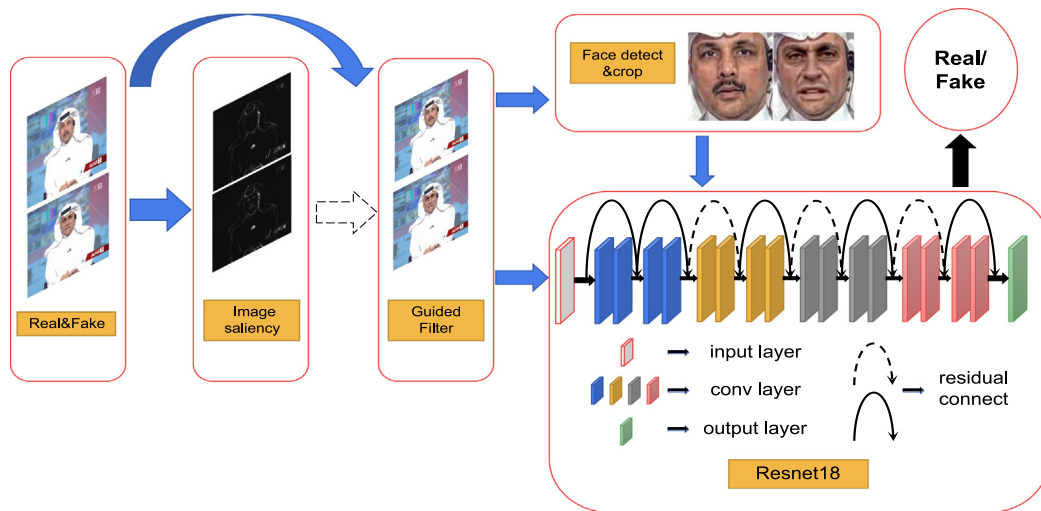 Real&Fake
Image
saliency
Guided
Filter
Face detect
&crop
Real/
Fake
input layer
conv layer
output layer
residual
connect
Resnet18